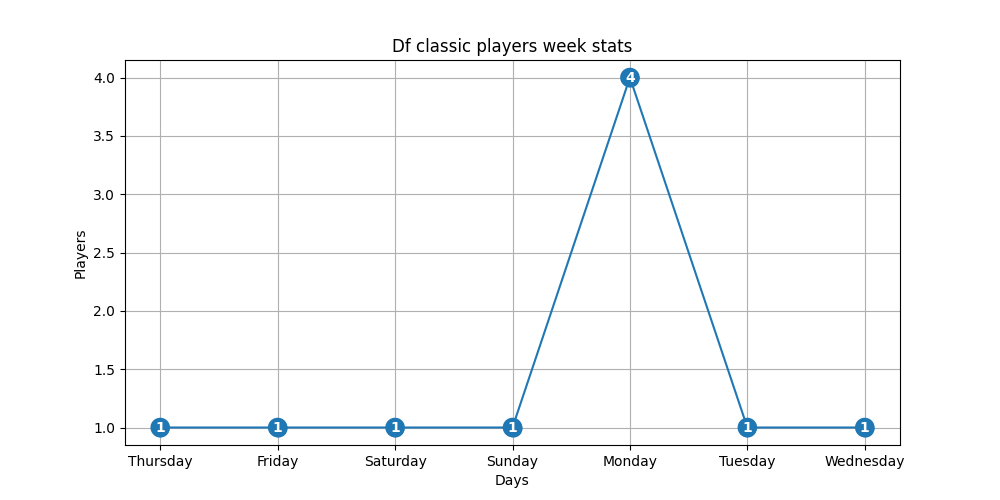 Df classic players week stats
4.0
3.5
3.0
2.5
2.0
1.5
1.0
Players
4
1 1 1 1 1 1
Thursday Friday Saturday Sunday Monday Tuesday Wednesday
Days